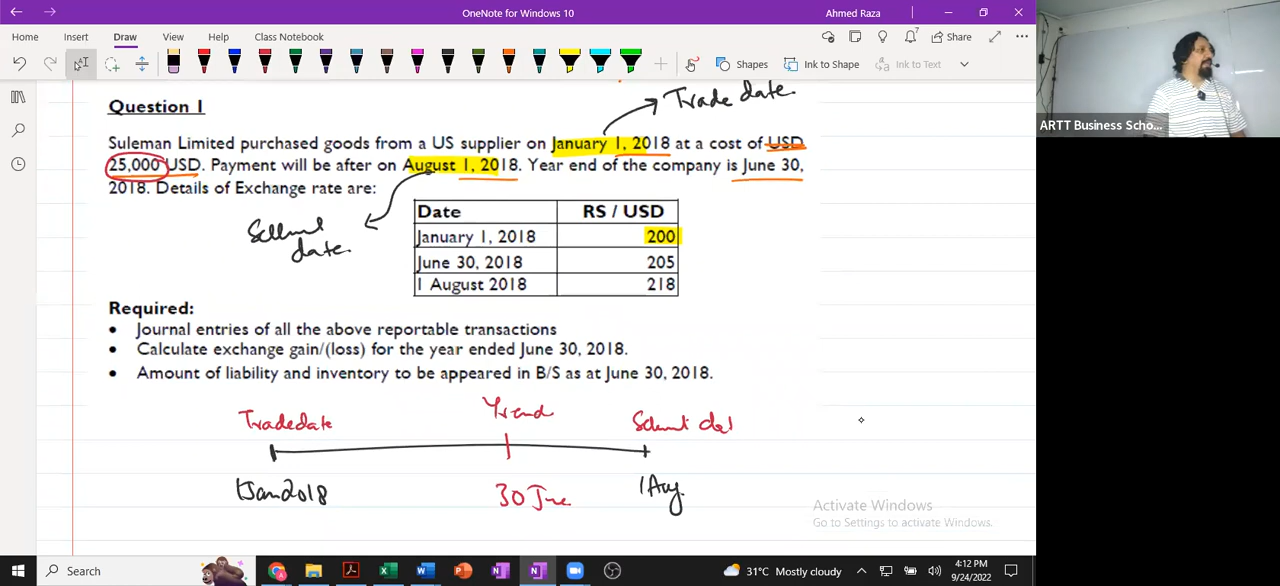 OneNote for Windows 10
Ahmed Raza
Home Insert Draw View Help Class Notebook
Share
Shapes Ink to Shape Ink to Text
Question 1
Trade date
Suleman Limited purchased goods from a US supplier on January 1, 2018 at a cost of USD
25,000 USD. Payment will be after on August 1, 2018. Year end of the company is June 30,
2018. Details of Exchange rate are:
date
Date RS / USD
January 1, 2018 200
June 30, 2018 205
1 August 2018 218
Required:
• Journal entries of all the above reportable transactions
• Calculate exchange gain/(loss) for the year ended June 30, 2018.
• Amount of liability and inventory to be appeared in B/S as at June 30, 2018.
Trade date
1Jan2018 30 June 1Aug
ARTT Business Scho...
Activate Windows
Go to Settings to activate Windows.
Search
31°C Mostly cloudy
4:12 PM
9/24/2022